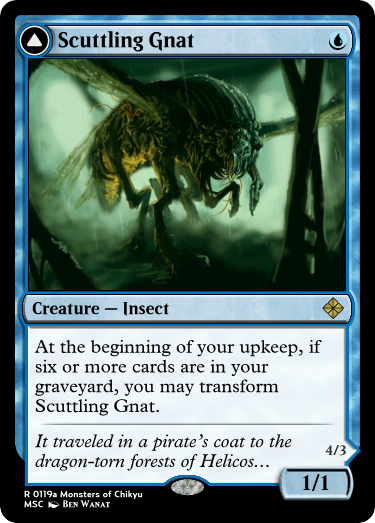 Scuttling Gnat
Creature — Insect
At the beginning of your upkeep, if
six or more cards are in your
graveyard, you may transform
Scuttling Gnat.
It traveled in a pirate's coat to the
dragon-torn forests of Helicos...
4/3
1/1
R 0119a Monsters of Chikyu
MSC Ben Wanat